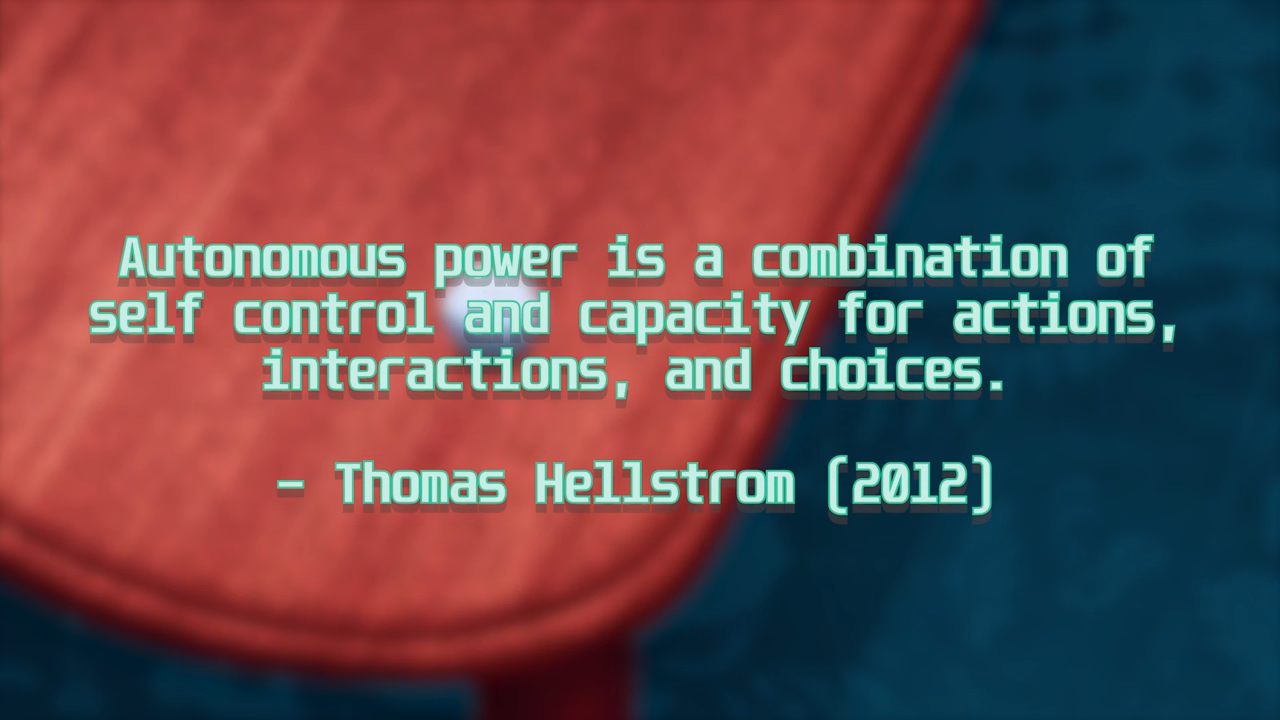 Autonomous power is a combination of
self control and capacity for actions,
interactions, and choices.
- Thomas Hellstrom (2012)